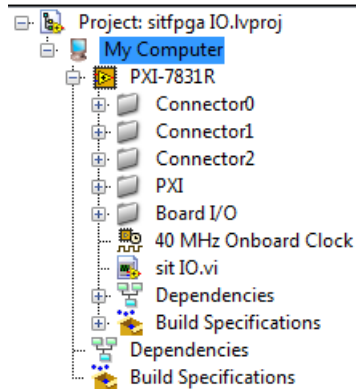 Project: sitfpga IO.lvproj
My Computer
PXI-7831R
Connector0
Connector1
Connector2
PXI
Board I/O
40 MHz Onboard Clock
sit IO.vi
Dependencies
Build Specifications
Dependencies
Build Specifications